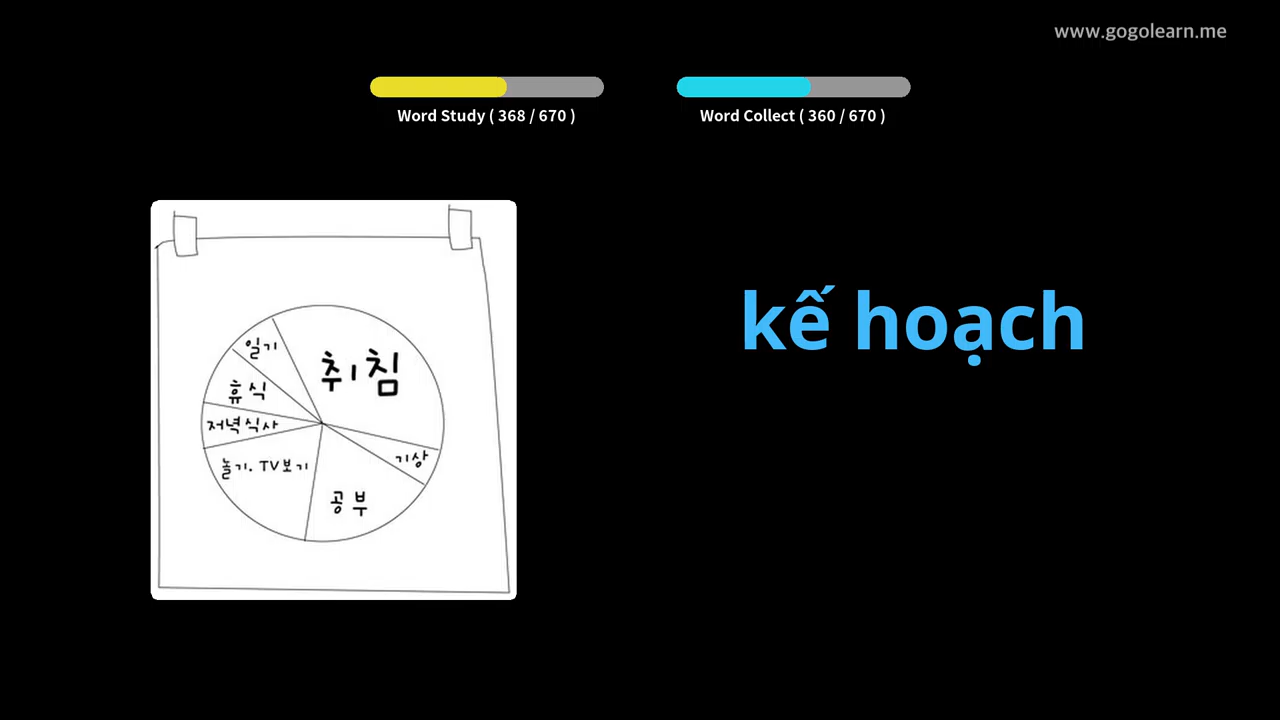 www.gogolearn.me
Word Study ( 368 / 670 )
Word Collect ( 360 / 670 )
일기
취침
휴식
저녁식사
놀기. TV보기
기상
공부
kế hoạch